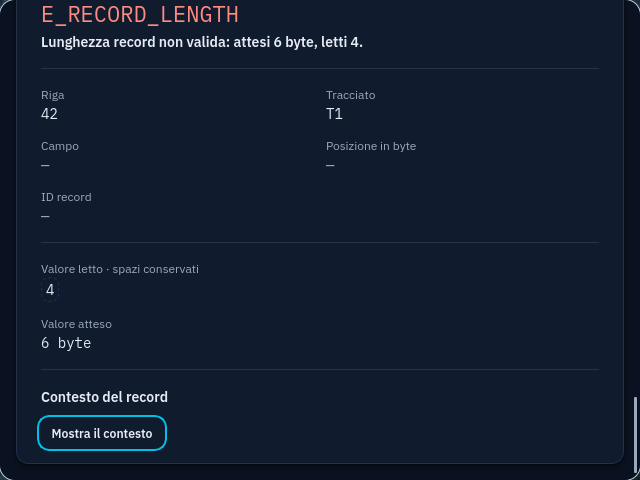 E_RECORD_LENGTH
Lunghezza record non valida: attesi 6 byte, letti 4.
Riga
42
Tracciato
T1
Campo
—
Posizione in byte
—
ID record
—
Valore letto · spazi conservati
4
Valore atteso
6 byte
Contesto del record
Mostra il contesto